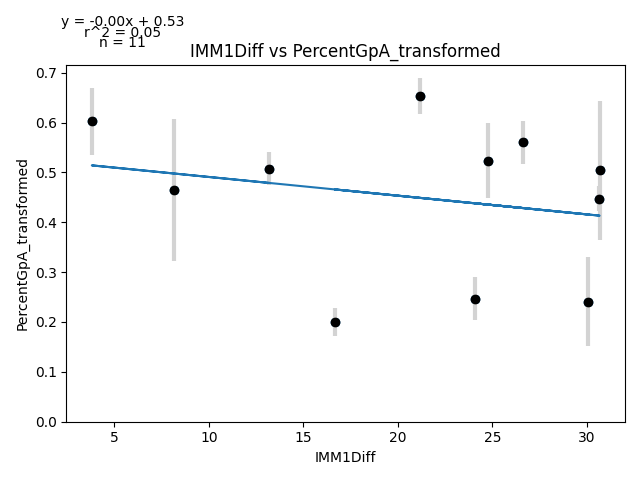 y = -0.00x + 0.53
r^2 = 0.05
n = 11
IMM1Diff vs PercentGpA_transformed
PercentGpA_transformed
0.7
0.6
0.5
0.4
0.3
0.2
0.1
0.0
5
10
15
20
25
30
IMM1Diff